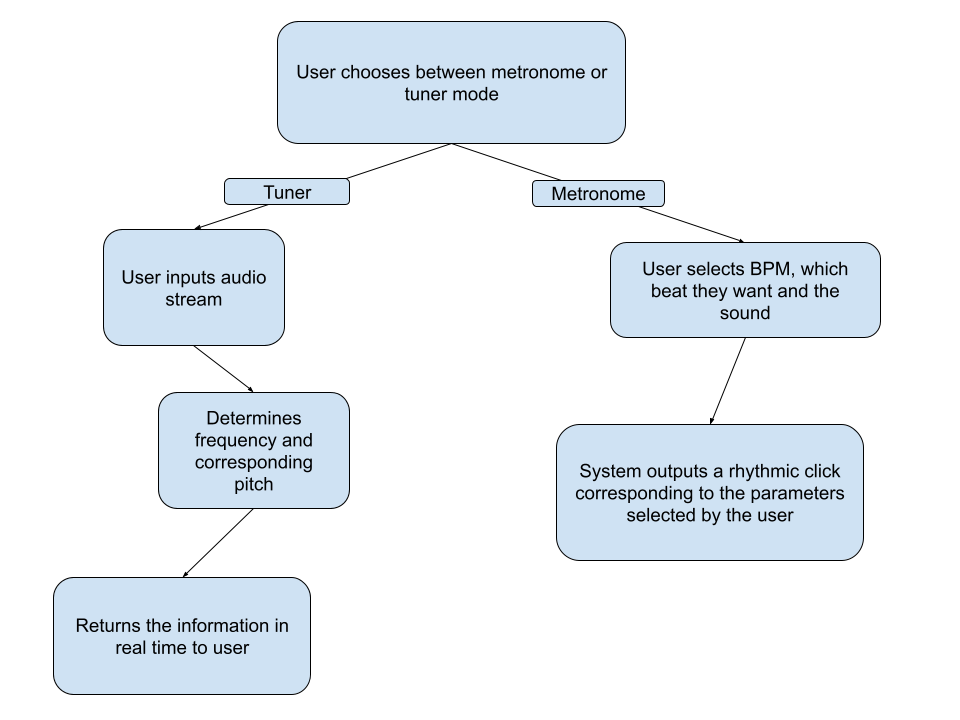 User chooses between metronome or
tuner mode
Tuner
Metronome
User inputs audio
stream
User selects BPM, which
beat they want and the
sound
Determines
frequency and
corresponding
pitch
System outputs a rhythmic click
corresponding to the parameters
selected by the user
Returns the information in
real time to user